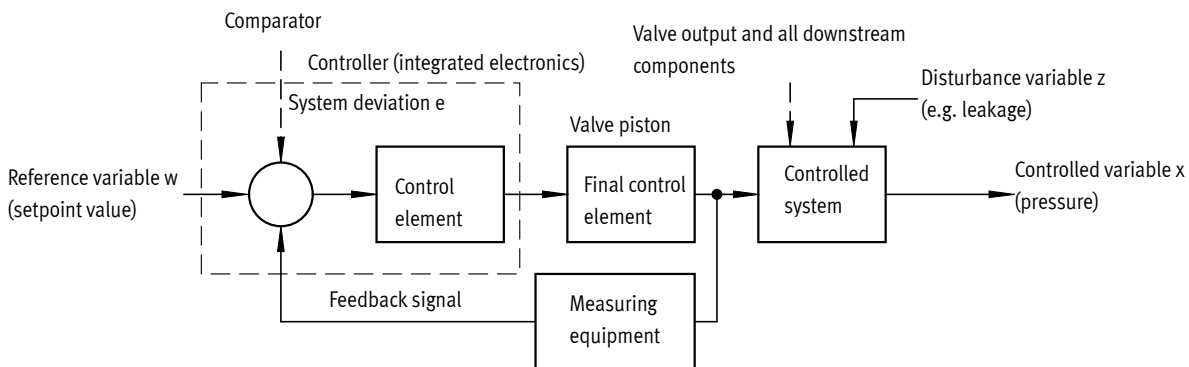 Comparator
Controller (integrated electronics)
System deviation e
Valve output and all downstream
components
Disturbance variable z
(e.g. leakage)
Valve piston
Reference variable w
(setpoint value)
Control
element
Final control
element
Controlled
system
Controlled variable x
(pressure)
Feedback signal
Measuring
equipment